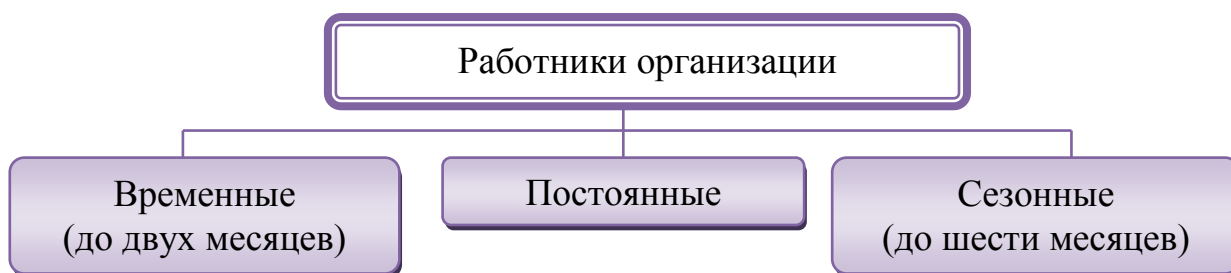 Работники организации
Временные
(до двух месяцев)
Постоянные
Сезонные
(до шести месяцев)